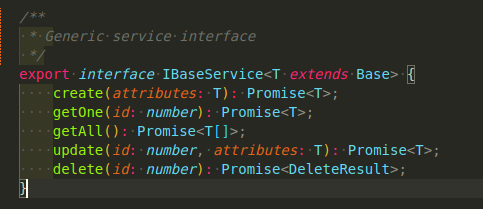 /**
 * Generic service interface
 */
export interface IBaseService<T extends Base> {
    create(attributes: T): Promise<T>;
    getOne(id: number): Promise<T>;
    getAll(): Promise<T[]>;
    update(id: number, attributes: T): Promise<T>;
    delete(id: number): Promise<DeleteResult>;
}